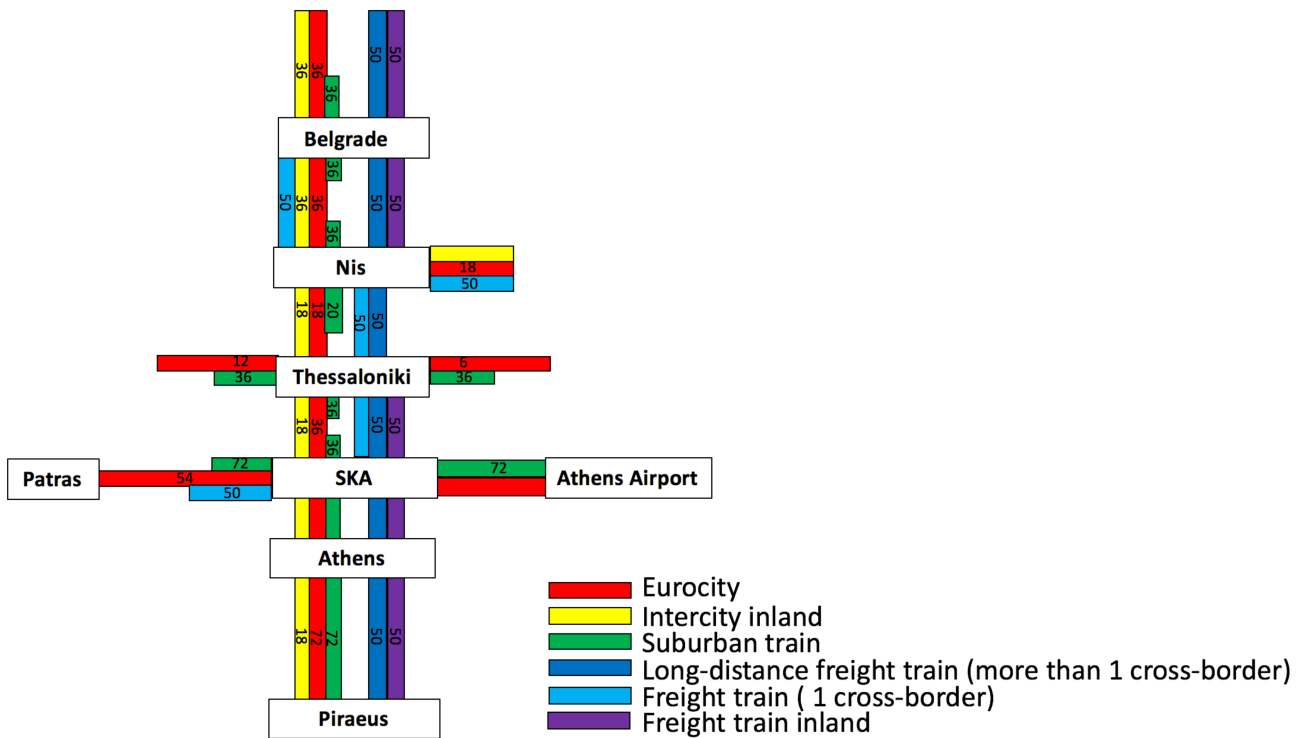 36 36 50 50
36
Belgrade
36
50 36 36 50 50
36
Nis
18
50
18 18 20 50 50
12
36
Thessaloniki
6
36
36
18 36 50 50
36
Patras
72
54
50
SKA
72
Athens Airport
Athens
18 72 72 50 50
Piraeus
Eurocity
Intercity inland
Suburban train
Long-distance freight train (more than 1 cross-border)
Freight train ( 1 cross-border)
Freight train inland